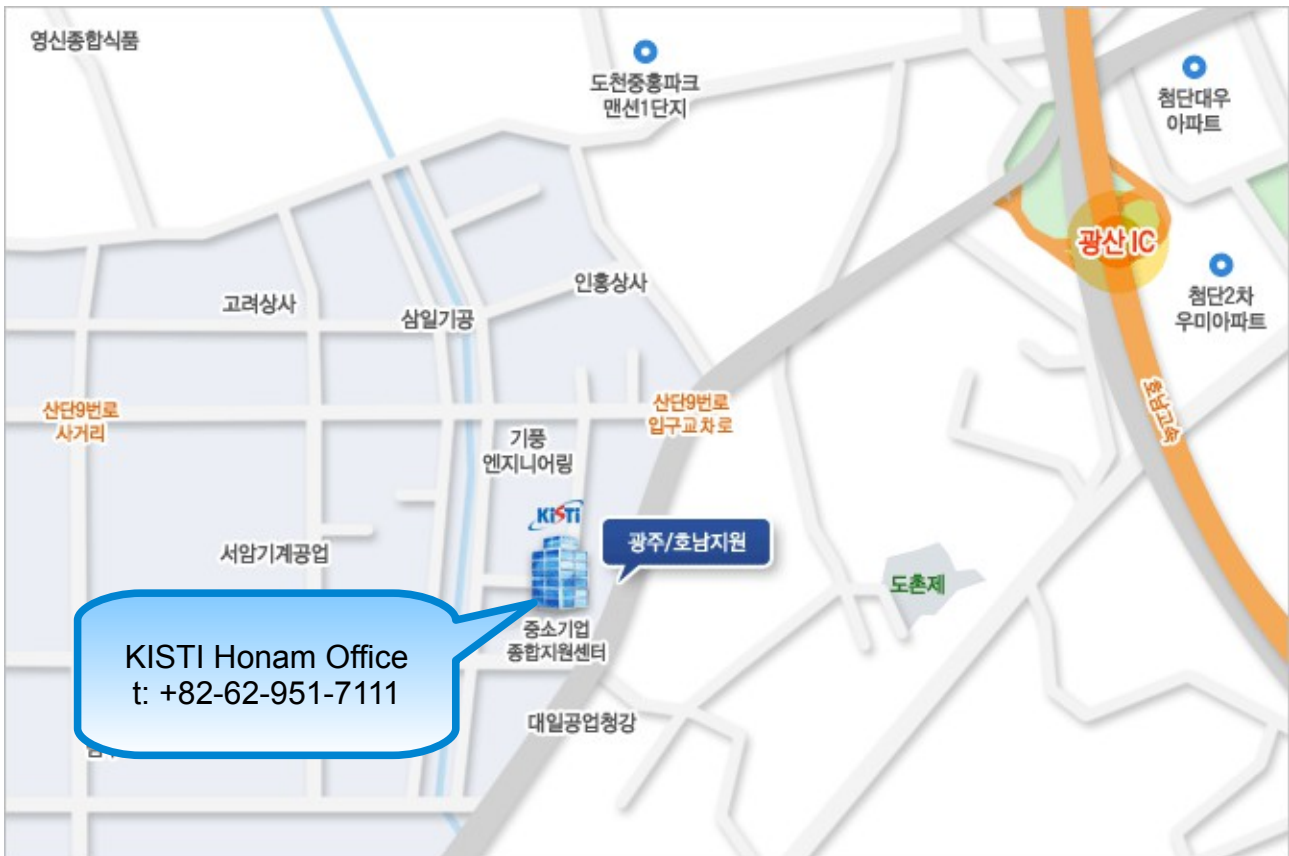 영신종합식품
도천중흥파크
맨션1단지
첨단대우
아파트
광산 IC
인흥상사
첨단2차
우미아파트
고려상사
삼일기공
호남고속
산단9번로
사거리
산단9번로
입구교차로
기풍
엔지니어링
KiSTi
광주/호남지원
서암기계공업
도촌제
중소기업
종합지원센터
KISTI Honam Office
t: +82-62-951-7111
대일공업청강